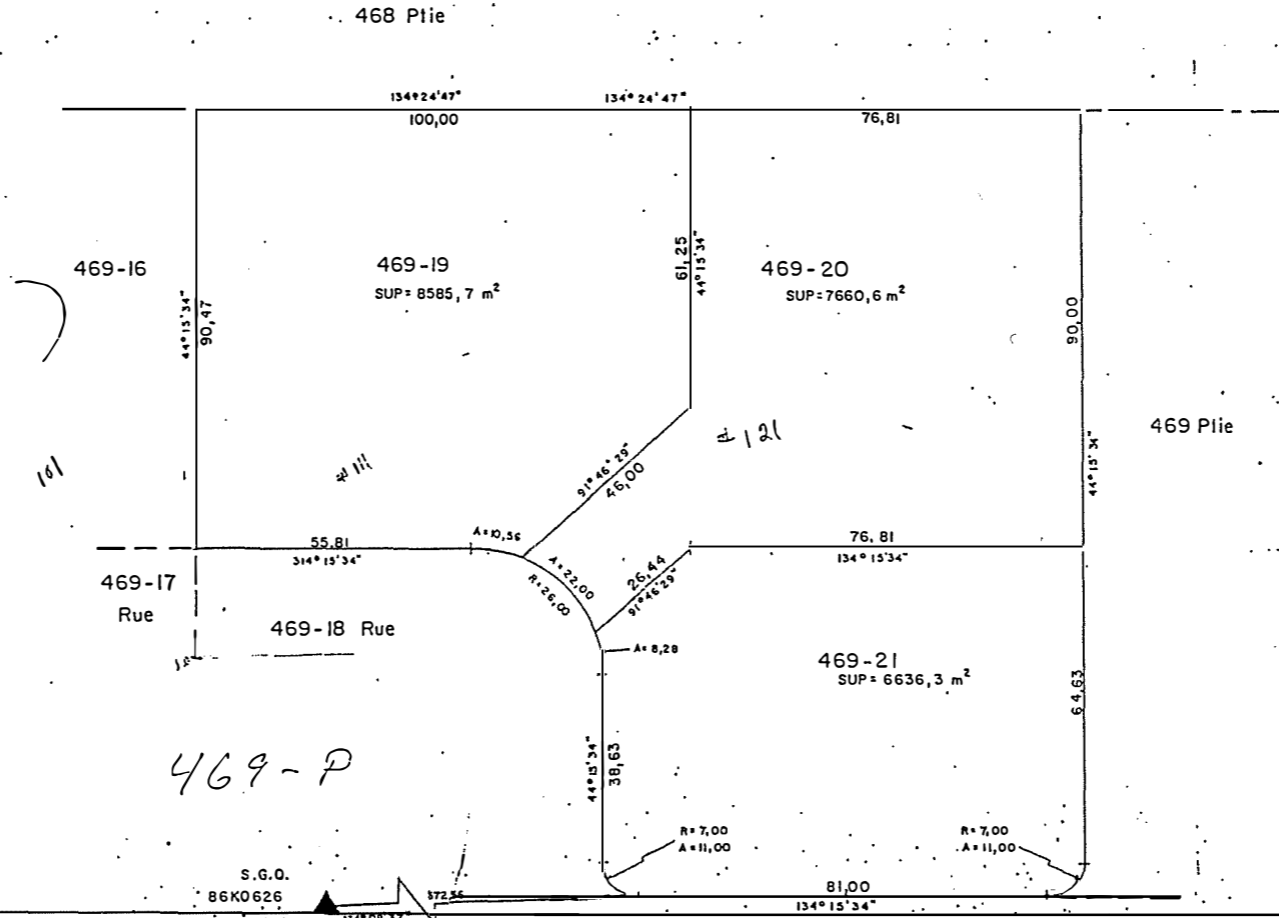 468 Ptie
134°24'47"
134°24'47"
100,00
76,81
469-16
469-19
SUP= 8585,7 m²
469-20
SUP=7660,6 m²
44°15'34"
90,47
61,25
44°15'34"
90,00
44°15'34"
469 Ptie
101
# 111
# 121
91°46'29"
46,00
A=10,56
55.81
314°15'34"
A=22,00
R=26,00
26,44
91°46'29"
76,81
134°15'34"
469-17
Rue
469-18 Rue
A=8,28
469-21
SUP= 6636,3 m²
64,63
44°15'34"
38,63
469-P
R=7,00
A=11,00
R=7,00
A=11,00
S.G.Q.
86K0626
81,00
134°15'34"